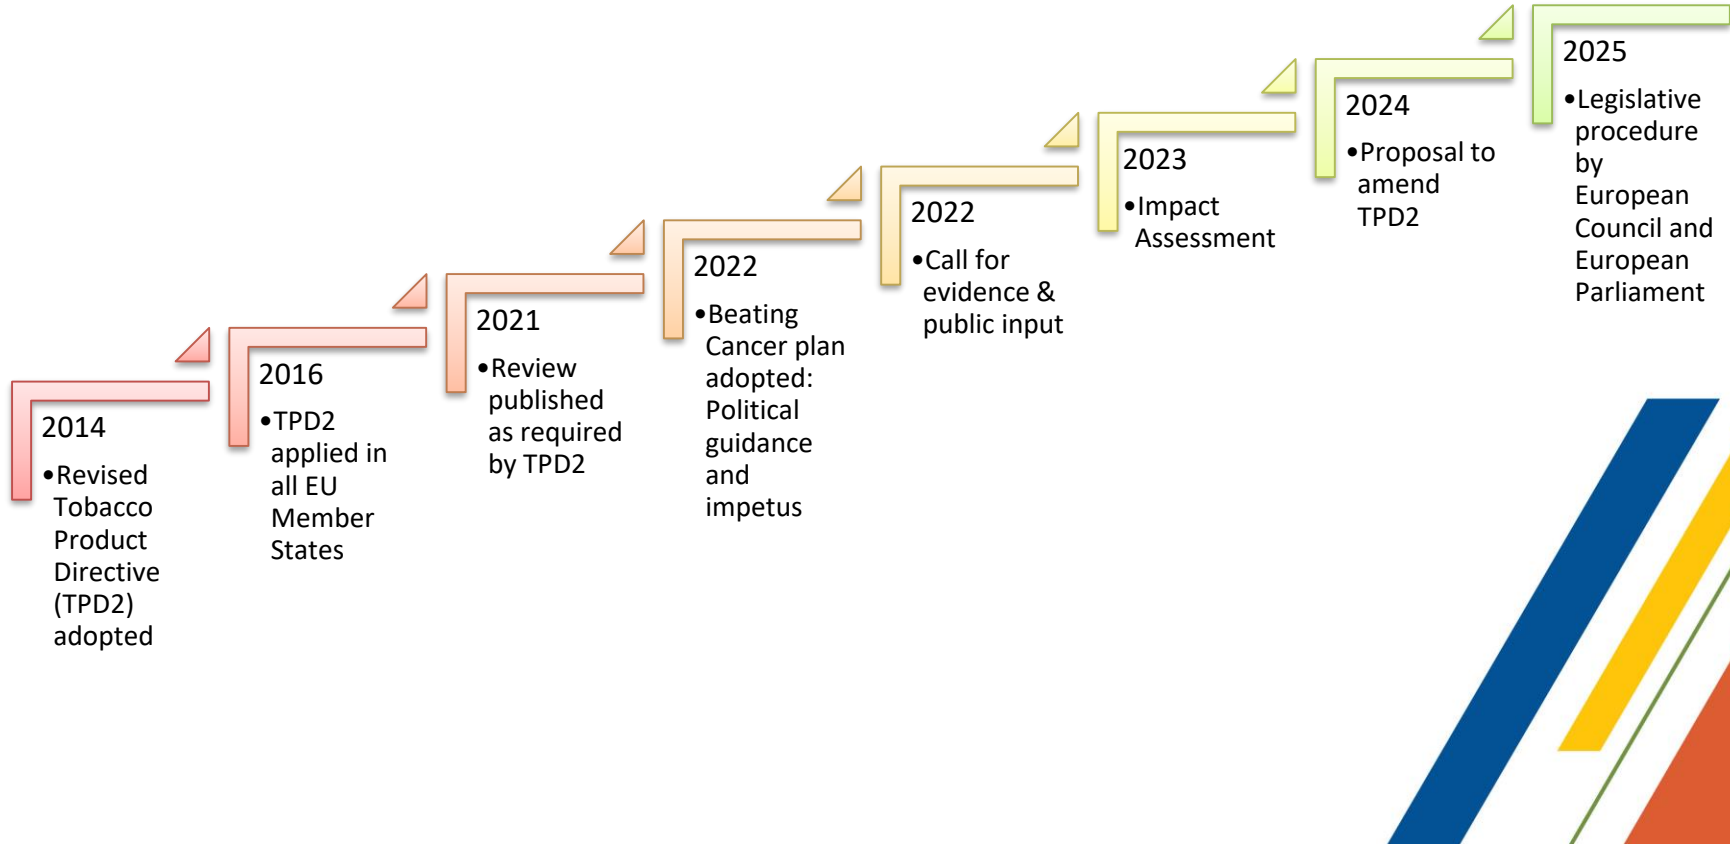 2014
•Revised
Tobacco
Product
Directive
(TPD2)
adopted
2016
•TPD2
applied in
all EU
Member
States
2021
•Review
published
as required
by TPD2
2022
•Beating
Cancer plan
adopted:
Political
guidance
and
impetus
2022
•Call for
evidence &
public input
2023
•Impact
Assessment
2024
•Proposal to
amend
TPD2
2025
•Legislative
procedure
by
European
Council and
European
Parliament